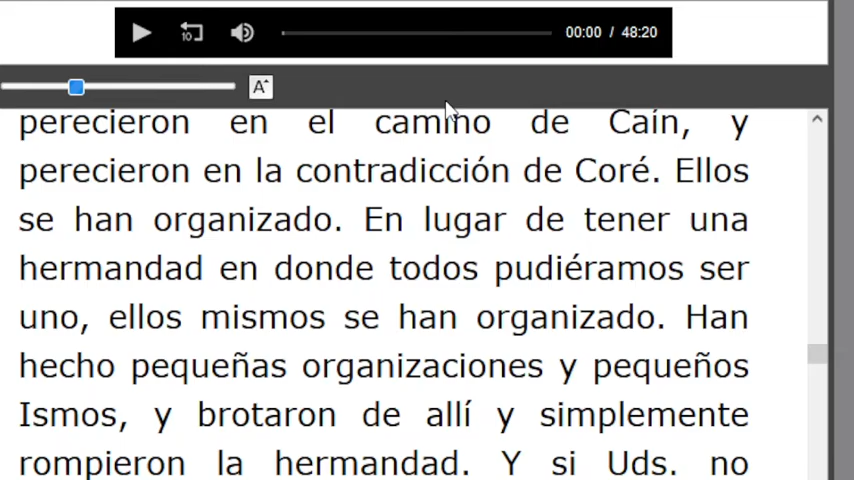 00:00 / 48:20
10
A
perecieron en el camino de Caín, y
perecieron en la contradicción de Coré. Ellos
se han organizado. En lugar de tener una
hermandad en donde todos pudiéramos ser
uno, ellos mismos se han organizado. Han
hecho pequeñas organizaciones y pequeños
Ismos, y brotaron de allí y simplemente
rompieron la hermandad. Y si Uds. no